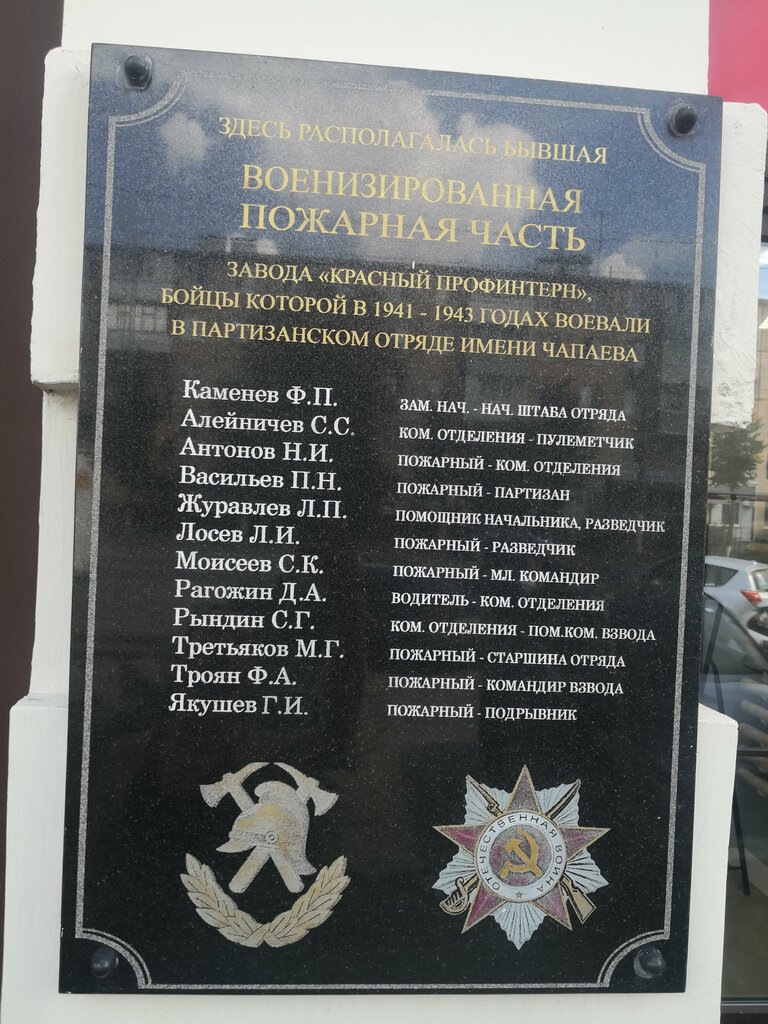 ЗДЕСЬ РАСПОЛАГАЛАСЬ БЫВШАЯ
ВОЕНИЗИРОВАННАЯ
ПОЖАРНАЯ ЧАСТЬ
ЗАВОДА «КРАСНЫЙ ПРОФИНТЕРН»,
БОЙЦЫ КОТОРОЙ В 1941 - 1943 ГОДАХ ВОЕВАЛИ
В ПАРТИЗАНСКОМ ОТРЯДЕ ИМЕНИ ЧАПАЕВА
Каменев Ф.П. ЗАМ. НАЧ. - НАЧ. ШТАБА ОТРЯДА
Алейничев С.С. КОМ. ОТДЕЛЕНИЯ - ПУЛЕМЕТЧИК
Антонов Н.И. ПОЖАРНЫЙ - КОМ. ОТДЕЛЕНИЯ
Васильев П.Н. ПОЖАРНЫЙ - ПАРТИЗАН
Журавлев Л.П. ПОМОЩНИК НАЧАЛЬНИКА, РАЗВЕДЧИК
Лосев Л.И. ПОЖАРНЫЙ - РАЗВЕДЧИК
Моисеев С.К. ПОЖАРНЫЙ - МЛ. КОМАНДИР
Рагожин Д.А. ВОДИТЕЛЬ - КОМ. ОТДЕЛЕНИЯ
Рындин С.Г. КОМ. ОТДЕЛЕНИЯ - ПОМ.КОМ. ВЗВОДА
Третьяков М.Г. ПОЖАРНЫЙ - СТАРШИНА ОТРЯДА
Троян Ф.А. ПОЖАРНЫЙ - КОМАНДИР ВЗВОДА
Якушев Г.И. ПОЖАРНЫЙ - ПОДРЫВНИК
ОТЕЧЕСТВЕННАЯ ВОЙНА